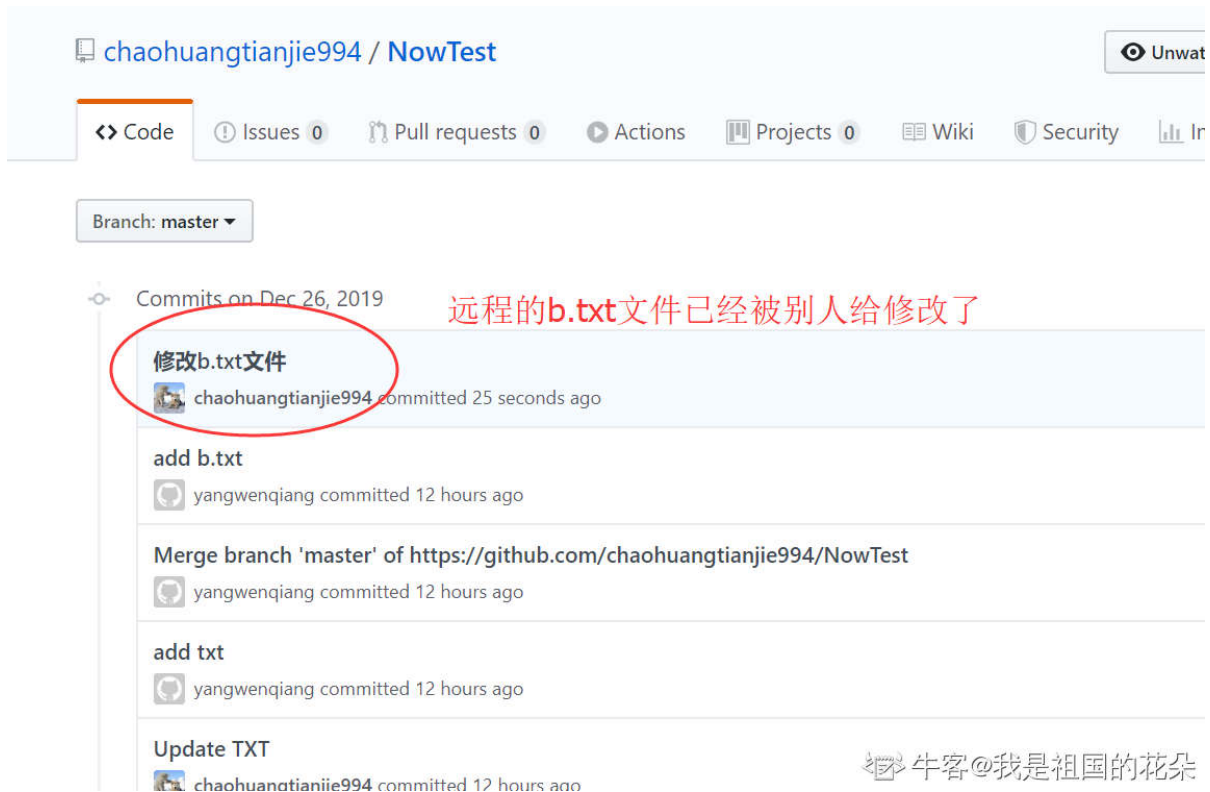 chaohuangtianjie994 / NowTest
Unwat
Code Issues 0 Pull requests 0 Actions Projects 0 Wiki Security In
Branch: master
Commits on Dec 26, 2019
远程的b.txt文件已经被别人给修改了
修改b.txt文件
chaohuangtianjie994 committed 25 seconds ago
add b.txt
yangwenqiang committed 12 hours ago
Merge branch 'master' of https://github.com/chaohuangtianjie994/NowTest
yangwenqiang committed 12 hours ago
add txt
yangwenqiang committed 12 hours ago
Update TXT
chaohuangtianjie994 committed 12 hours ago
牛客@我是祖国的花朵